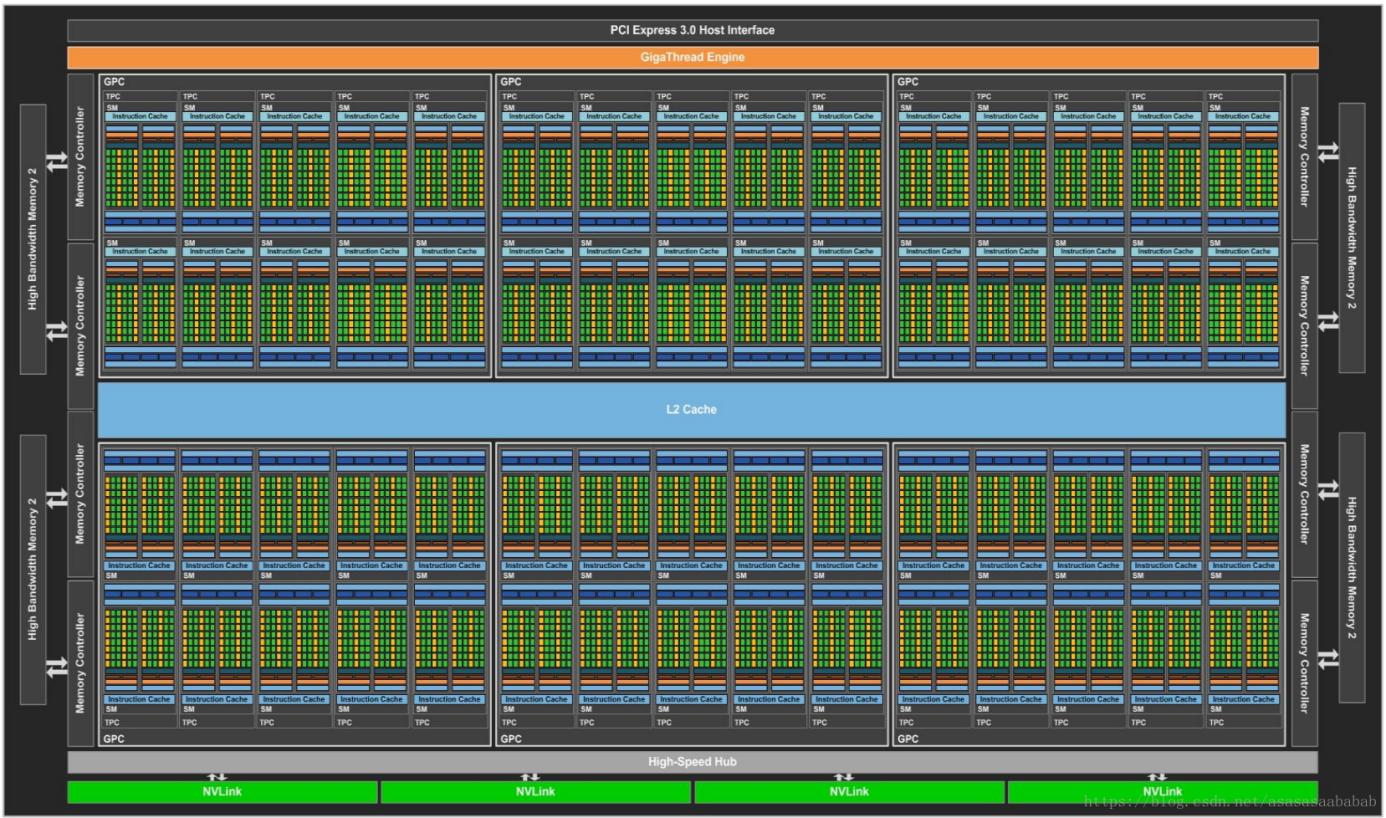 PCI Express 3.0 Host Interface
GigaThread Engine
GPC GPC GPC
TPC TPC TPC TPC TPC TPC TPC TPC TPC TPC TPC TPC TPC TPC TPC
SM SM SM SM SM SM SM SM SM SM SM SM SM SM SM
Instruction Cache Instruction Cache Instruction Cache Instruction Cache Instruction Cache Instruction Cache Instruction Cache Instruction Cache Instruction Cache Instruction Cache Instruction Cache Instruction Cache Instruction Cache Instruction Cache Instruction Cache
Memory Controller Memory Controller
High Bandwidth Memory 2 High Bandwidth Memory 2
SM SM SM SM SM SM SM SM SM SM SM SM SM SM SM
Instruction Cache Instruction Cache Instruction Cache Instruction Cache Instruction Cache Instruction Cache Instruction Cache Instruction Cache Instruction Cache Instruction Cache Instruction Cache Instruction Cache Instruction Cache Instruction Cache Instruction Cache
Memory Controller Memory Controller
L2 Cache
Memory Controller Memory Controller
High Bandwidth Memory 2 High Bandwidth Memory 2
Instruction Cache Instruction Cache Instruction Cache Instruction Cache Instruction Cache Instruction Cache Instruction Cache Instruction Cache Instruction Cache Instruction Cache Instruction Cache Instruction Cache Instruction Cache Instruction Cache Instruction Cache
SM SM SM SM SM SM SM SM SM SM SM SM SM SM SM
Memory Controller Memory Controller
Instruction Cache Instruction Cache Instruction Cache Instruction Cache Instruction Cache Instruction Cache Instruction Cache Instruction Cache Instruction Cache Instruction Cache Instruction Cache Instruction Cache Instruction Cache Instruction Cache Instruction Cache
SM SM SM SM SM SM SM SM SM SM SM SM SM SM SM
TPC TPC TPC TPC TPC TPC TPC TPC TPC TPC TPC TPC TPC TPC TPC
GPC GPC GPC
High-Speed Hub
NVLink NVLink NVLink NVLink
https://blog.csdn.net/asasasaababab